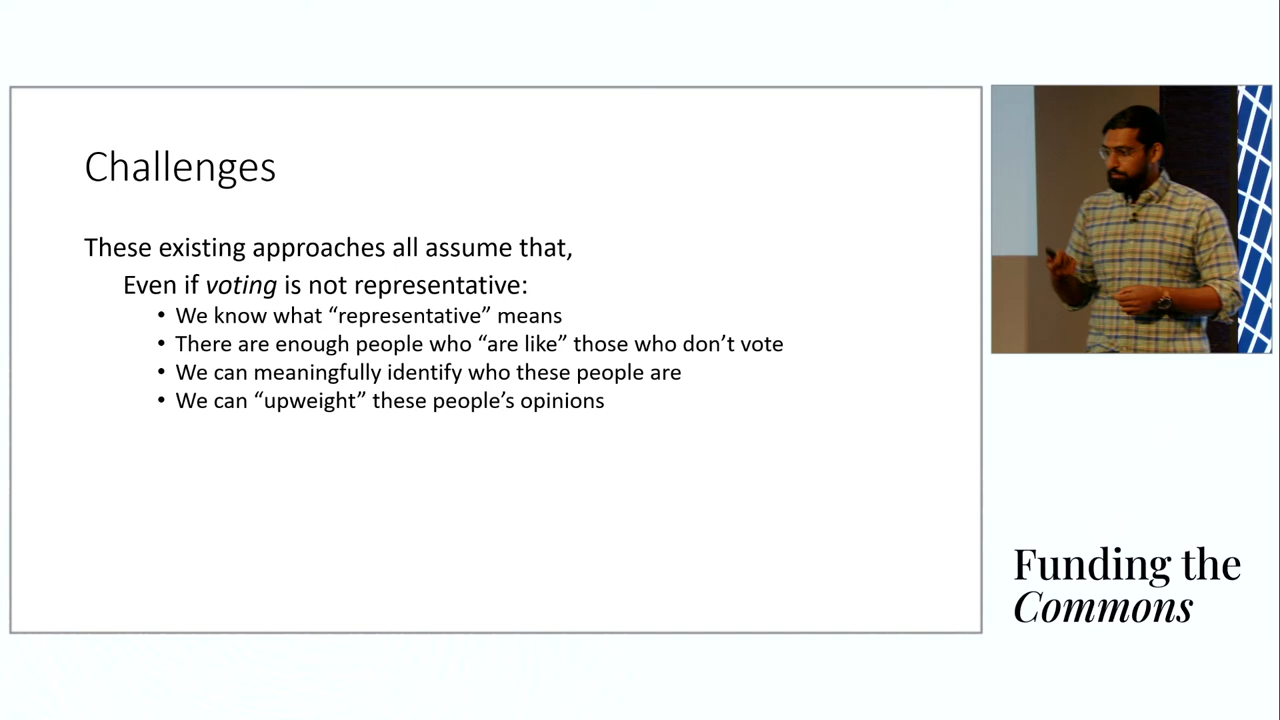 Challenges
These existing approaches all assume that,
Even if voting is not representative:
• We know what “representative” means
• There are enough people who “are like” those who don’t vote
• We can meaningfully identify who these people are
• We can “upweight” these people’s opinions
Funding the
Commons